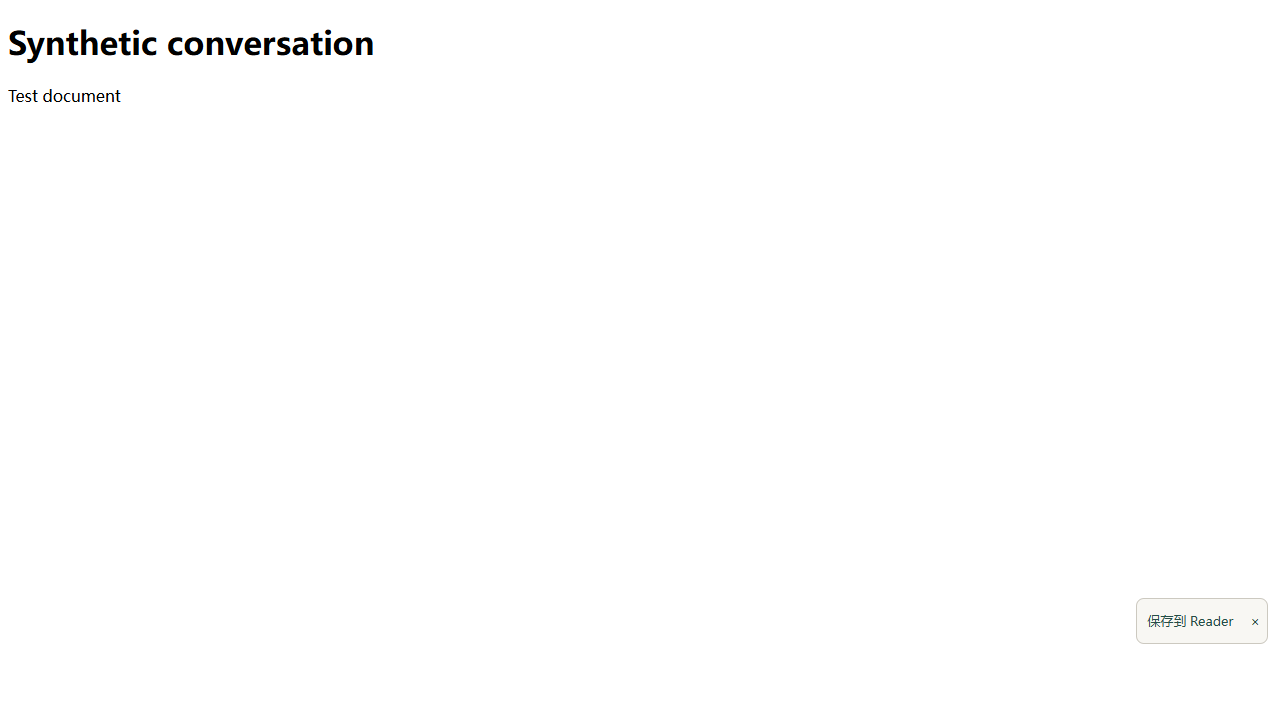 Synthetic conversation
Test document
保存到 Reader ×